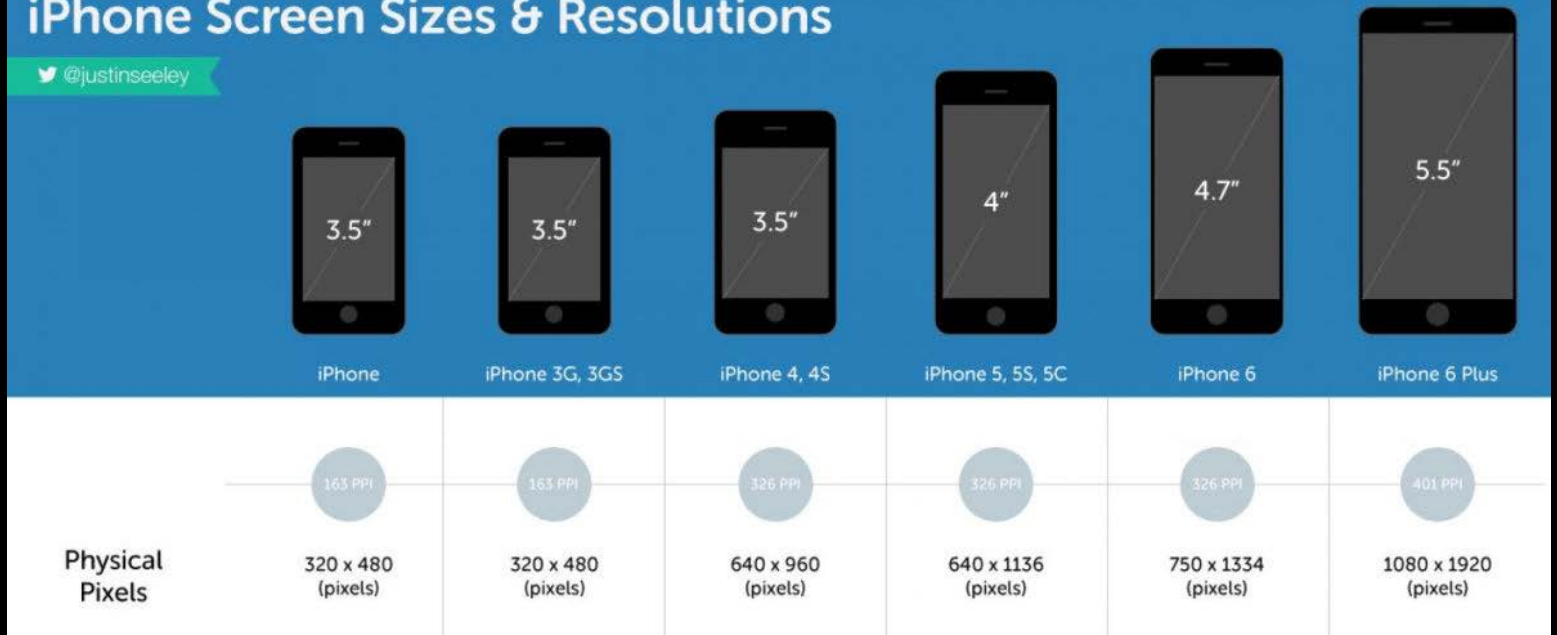 iPhone Screen Sizes & Resolutions
@justinseeley
3.5"
3.5"
3.5"
4"
4.7"
5.5"
iPhone
iPhone 3G, 3GS
iPhone 4, 4S
iPhone 5, 5S, 5C
iPhone 6
iPhone 6 Plus
163 PPI
163 PPI
326 PPI
326 PPI
326 PPI
401 PPI
Physical
Pixels
320 x 480
(pixels)
320 x 480
(pixels)
640 x 960
(pixels)
640 x 1136
(pixels)
750 x 1334
(pixels)
1080 x 1920
(pixels)